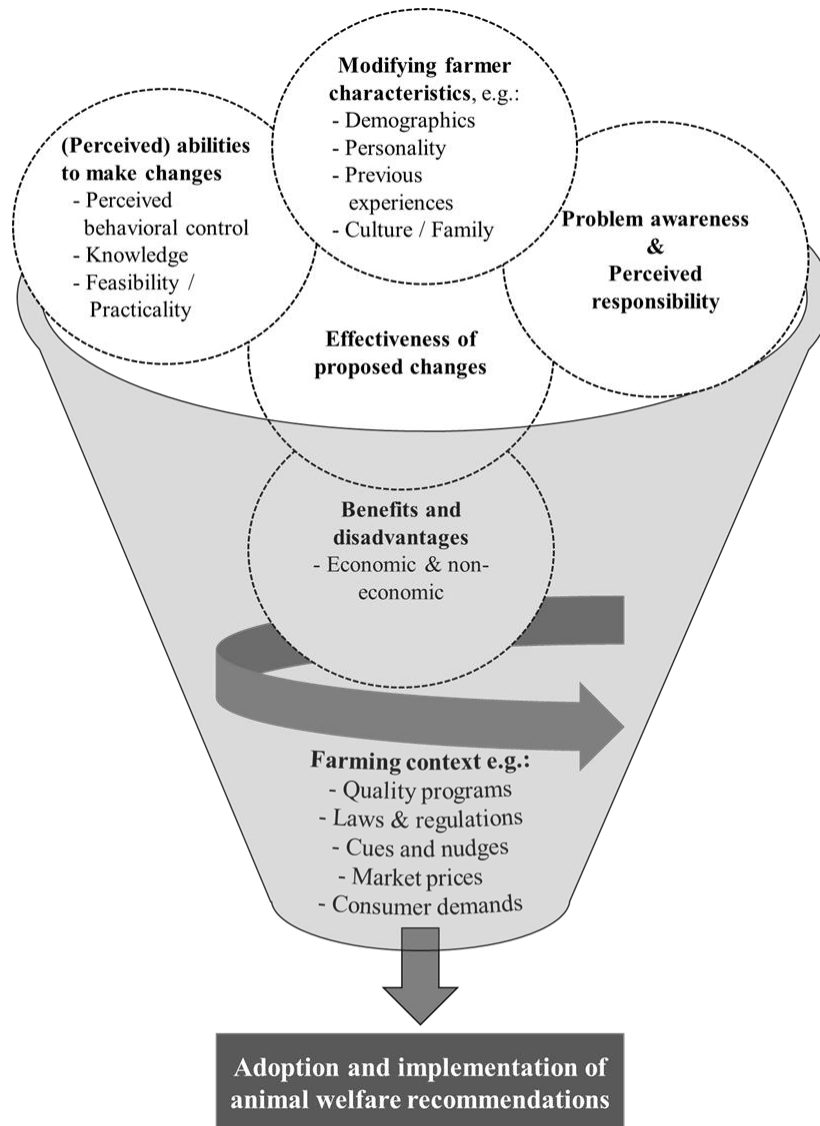 Modifying farmer
characteristics, e.g.:
- Demographics
- Personality
- Previous
experiences
- Culture / Family
(Perceived) abilities
to make changes
- Perceived
behavioral control
- Knowledge
- Feasibility /
Practicality
Problem awareness
&
Perceived
responsibility
Effectiveness of
proposed changes
Benefits and
disadvantages
- Economic & non-
economic
Farming context e.g.:
- Quality programs
- Laws & regulations
- Cues and nudges
- Market prices
- Consumer demands
Adoption and implementation of
animal welfare recommendations